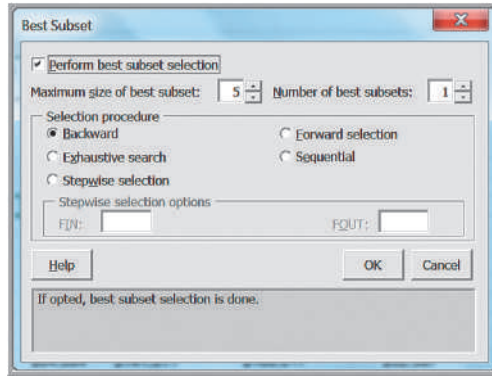 Best Subset
Perform best subset selection
Maximum size of best subset: 5 Number of best subsets: 1
Selection procedure
Backward Forward selection
Exhaustive search Sequential
Stepwise selection
Stepwise selection options
FIN: FOUT:
Help OK Cancel
If opted, best subset selection is done.